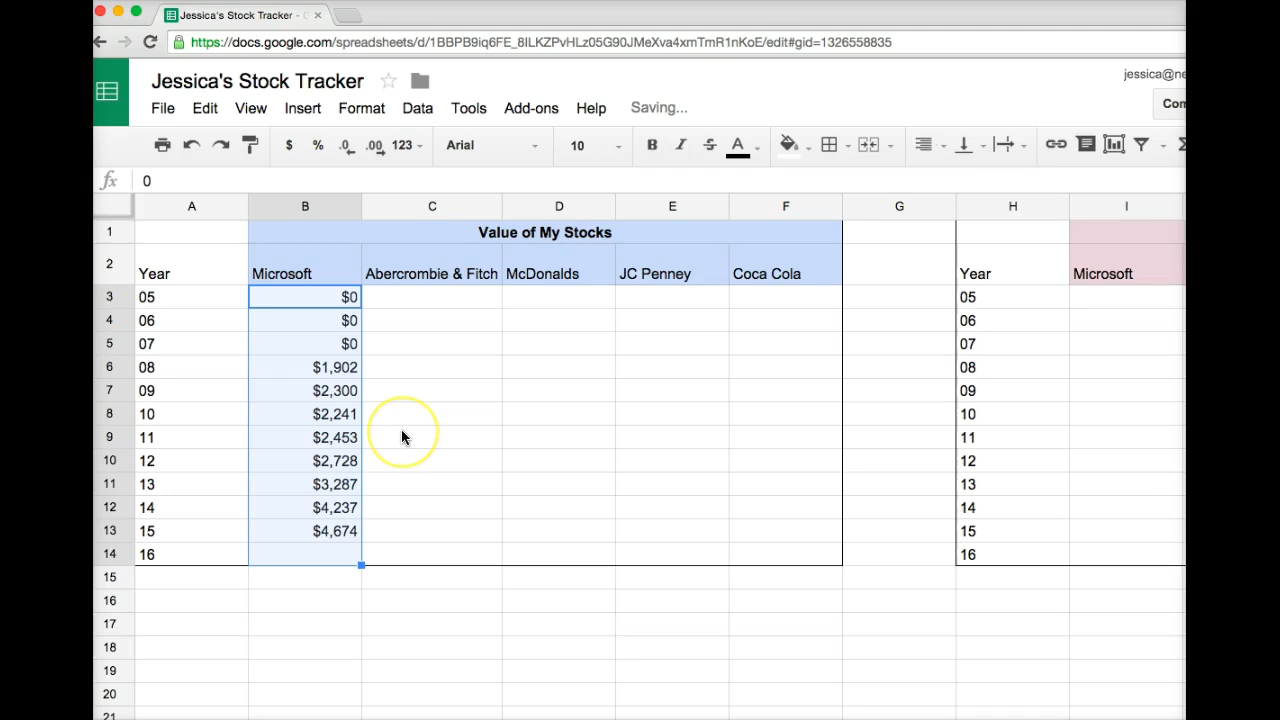 Jessica's Stock Tracker -
https://docs.google.com/spreadsheets/d/1BBPB9iq6FE_8ILKZPvHLz05G90JMeXva4xmTmR1nKoE/edit#gid=1326558835
Jessica's Stock Tracker
jessica@ne
File Edit View Insert Format Data Tools Add-ons Help Saving...
Com
$ % .0 .00 123 Arial 10 B I S A Σ
fx 0
A B C D E F G H I
1 Value of My Stocks
2 Year Microsoft Abercrombie & Fitch McDonalds JC Penney Coca Cola Year Microsoft
3 05 $0 05
4 06 $0 06
5 07 $0 07
6 08 $1,902 08
7 09 $2,300 09
8 10 $2,241 10
9 11 $2,453 11
10 12 $2,728 12
11 13 $3,287 13
12 14 $4,237 14
13 15 $4,674 15
14 16 16
15
16
17
18
19
20
21